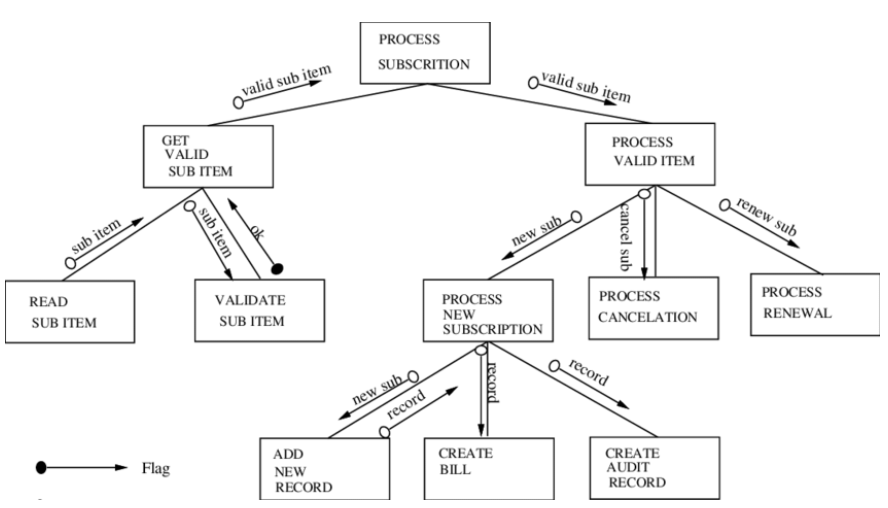 PROCESS
SUBSCRITION
valid sub item
valid sub item
GET
VALID
SUB ITEM
PROCESS
VALID ITEM
sub item
sub item
ok
new sub
cancel sub
renew sub
READ
SUB ITEM
VALIDATE
SUB ITEM
PROCESS
NEW
SUBSCRIPTION
PROCESS
CANCELATION
PROCESS
RENEWAL
new sub
record
record
record
ADD
NEW
RECORD
CREATE
BILL
CREATE
AUDIT
RECORD
Flag